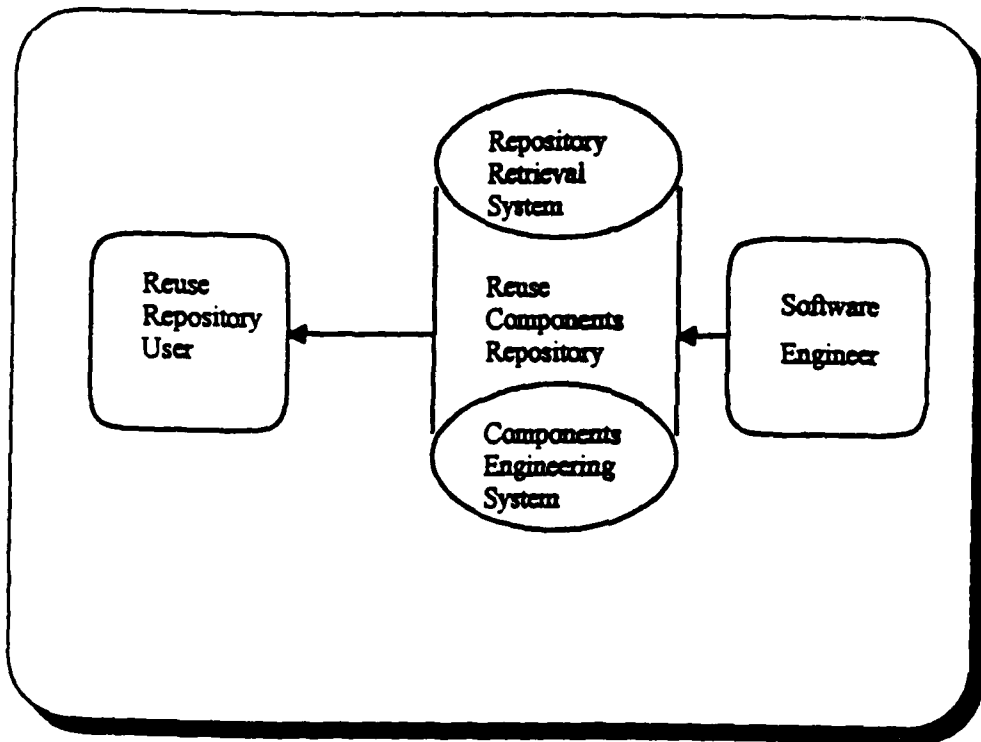 Repository
Retrieval
System
Reuse
Repository
User
Reuse
Components
Repository
Software
Engineer
Components
Engineering
System